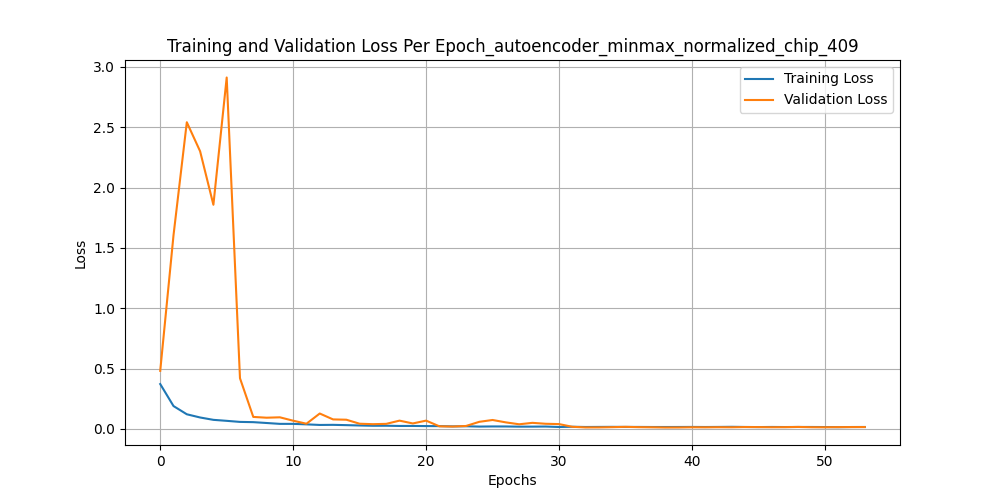 Training and Validation Loss Per Epoch_autoencoder_minmax_normalized_chip_409
Training Loss
Validation Loss
3.0
2.5
2.0
1.5
1.0
0.5
0.0
Loss
0 10 20 30 40 50
Epochs